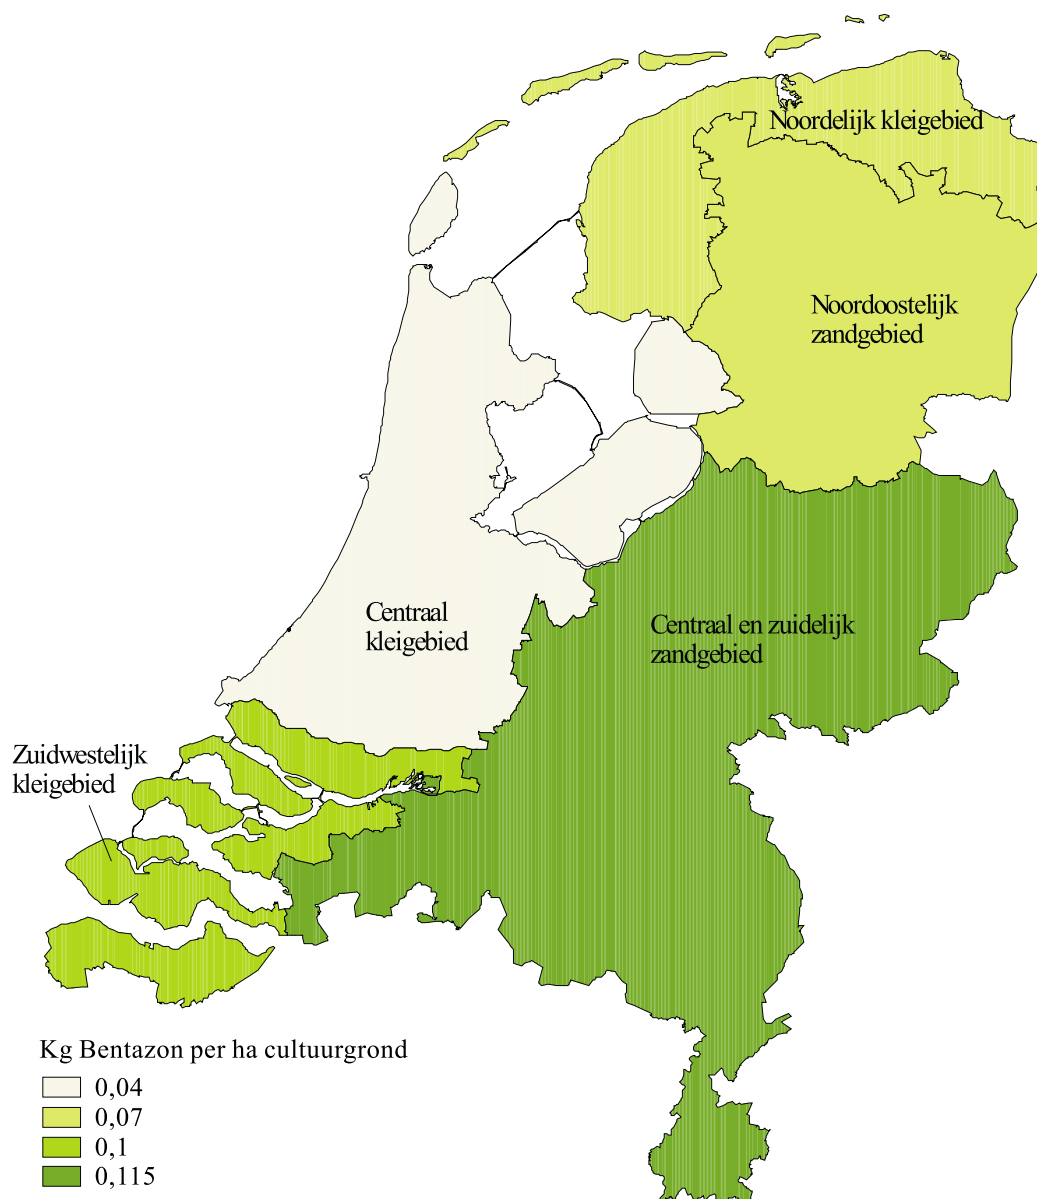 Noordelijk kleigebied
Noordoostelijk
zandgebied
Centraal
kleigebied
Centraal en zuidelijk
zandgebied
Zuidwestelijk
kleigebied
Kg Bentazon per ha cultuurgrond
0,04
0,07
0,1
0,115